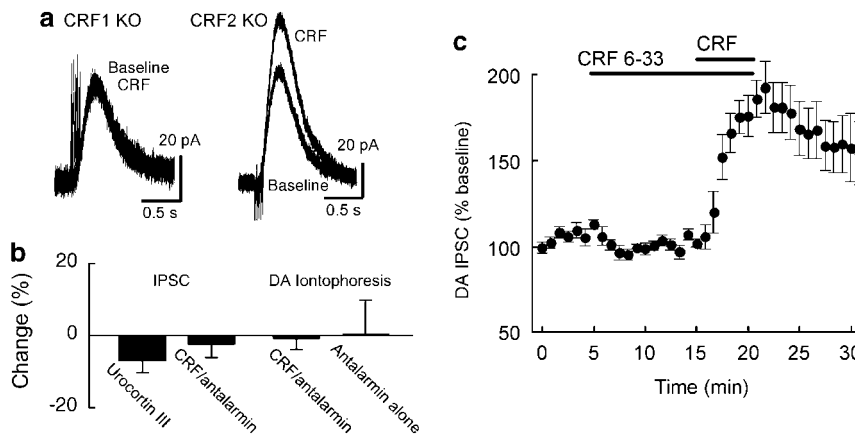 a
CRF1 KO
CRF2 KO
CRF
Baseline
CRF
20 pA
0.5 s
Baseline
20 pA
0.5 s
b
Change (%)
20
0
-20
IPSC
DA Iontophoresis
Urocortin III
CRF/antalarmin
CRF/antalarmin
Antalarmin alone
c
CRF 6-33
CRF
DA IPSC (% baseline)
200
150
100
50
0
5
10
15
20
25
30
Time (min)